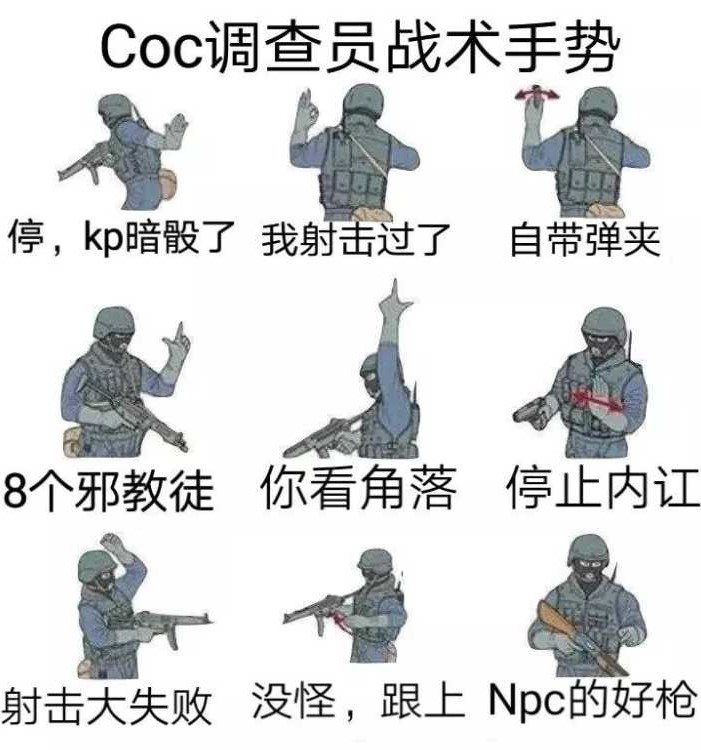 Coc调查员战术手势
停，kp暗骰了
我射击过了
自带弹夹
8个邪教徒
你看角落
停止内讧
射击大失败
没怪，跟上
Npc的好枪